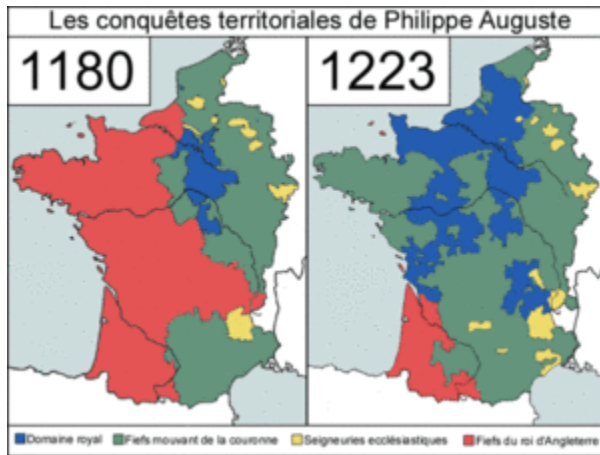 Les conquêtes territoriales de Philippe Auguste
1180
1223
Domaine royal
Fiefs mouvant de la couronne
Seigneuries ecclésiastiques
Fiefs du roi d'Angleterre